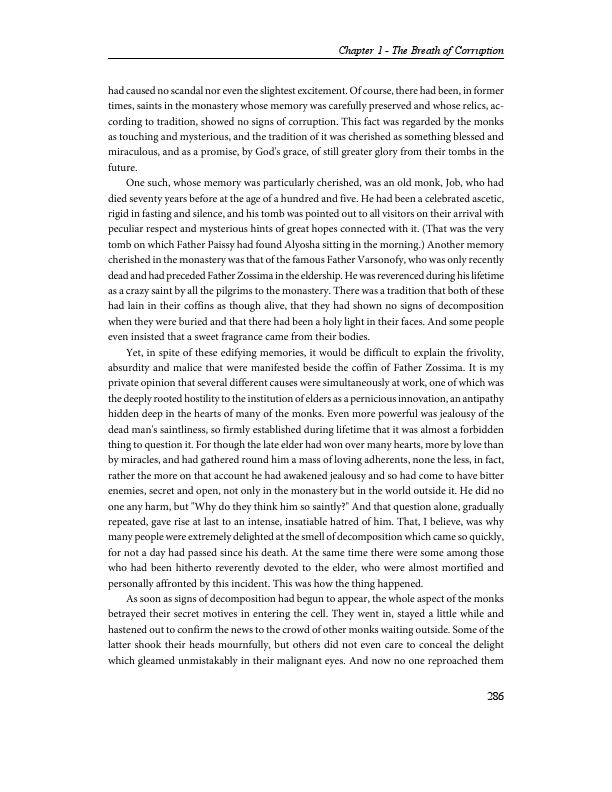 Chapter 1 - The Breath of Corruption
had caused no scandal nor even the slightest excitement. Of course, there had been, in former
times, saints in the monastery whose memory was carefully preserved and whose relics, ac-
cording to tradition, showed no signs of corruption. This fact was regarded by the monks
as touching and mysterious, and the tradition of it was cherished as something blessed and
miraculous, and as a promise, by God's grace, of still greater glory from their tombs in the
future.
One such, whose memory was particularly cherished, was an old monk, Job, who had
died seventy years before at the age of a hundred and five. He had been a celebrated ascetic,
rigid in fasting and silence, and his tomb was pointed out to all visitors on their arrival with
peculiar respect and mysterious hints of great hopes connected with it. (That was the very
tomb on which Father Paissy had found Alyosha sitting in the morning.) Another memory
cherished in the monastery was that of the famous Father Varsonofy, who was only recently
dead and had preceded Father Zossima in the eldership. He was reverenced during his lifetime
as a crazy saint by all the pilgrims to the monastery. There was a tradition that both of these
had lain in their coffins as though alive, that they had shown no signs of decomposition
when they were buried and that there had been a holy light in their faces. And some people
even insisted that a sweet fragrance came from their bodies.
Yet, in spite of these edifying memories, it would be difficult to explain the frivolity,
absurdity and malice that were manifested beside the coffin of Father Zossima. It is my
private opinion that several different causes were simultaneously at work, one of which was
the deeply rooted hostility to the institution of elders as a pernicious innovation, an antipathy
hidden deep in the hearts of many of the monks. Even more powerful was jealousy of the
dead man's saintliness, so firmly established during lifetime that it was almost a forbidden
thing to question it. For though the late elder had won over many hearts, more by love than
by miracles, and had gathered round him a mass of loving adherents, none the less, in fact,
rather the more on that account he had awakened jealousy and so had come to have bitter
enemies, secret and open, not only in the monastery but in the world outside it. He did no
one any harm, but "Why do they think him so saintly?" And that question alone, gradually
repeated, gave rise at last to an intense, insatiable hatred of him. That, I believe, was why
many people were extremely delighted at the smell of decomposition which came so quickly,
for not a day had passed since his death. At the same time there were some among those
who had been hitherto reverently devoted to the elder, who were almost mortified and
personally affronted by this incident. This was how the thing happened.
As soon as signs of decomposition had begun to appear, the whole aspect of the monks
betrayed their secret motives in entering the cell. They went in, stayed a little while and
hastened out to confirm the news to the crowd of other monks waiting outside. Some of the
latter shook their heads mournfully, but others did not even care to conceal the delight
which gleamed unmistakably in their malignant eyes. And now no one reproached them
286